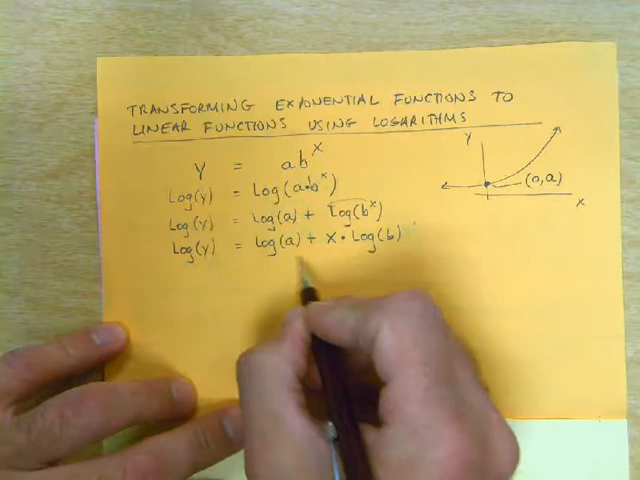 TRANSFORMING EXPONENTIAL FUNCTIONS TO
LINEAR FUNCTIONS USING LOGARITHMS
Y = ab^x
Log(y) = Log(a•b^x)
Log(y) = Log(a) + Log(b^x)
Log(y) = Log(a) + X • Log(b)
Y
(0,a)
X